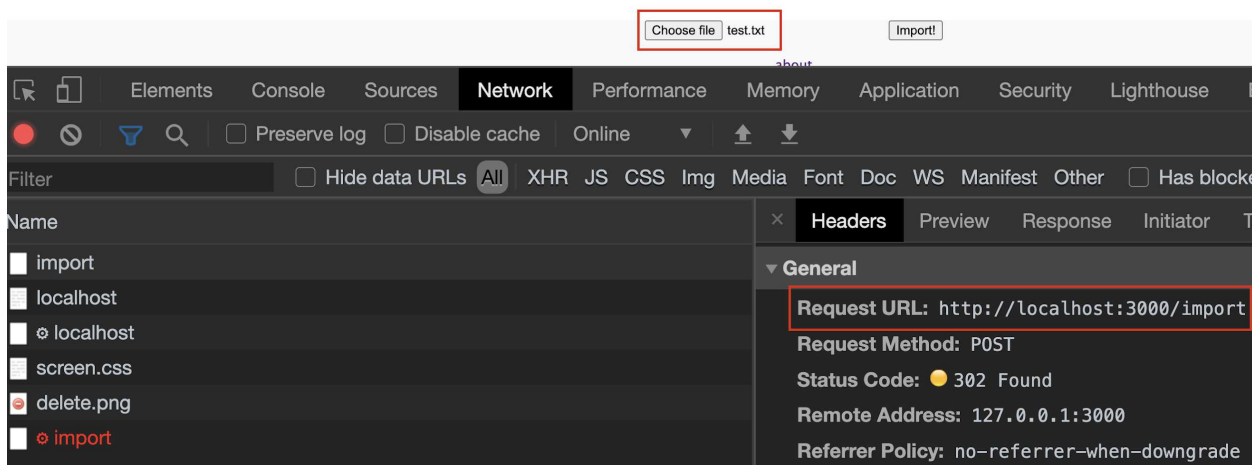 Choose file test.txt Import!
about
Elements Console Sources Network Performance Memory Application Security Lighthouse
Preserve log Disable cache Online
Filter Hide data URLs All XHR JS CSS Img Media Font Doc WS Manifest Other Has blocke
Name
Headers Preview Response Initiator T
import
General
localhost
Request URL: http://localhost:3000/import
localhost
Request Method: POST
screen.css
Status Code: 302 Found
delete.png
Remote Address: 127.0.0.1:3000
import
Referrer Policy: no-referrer-when-downgrade